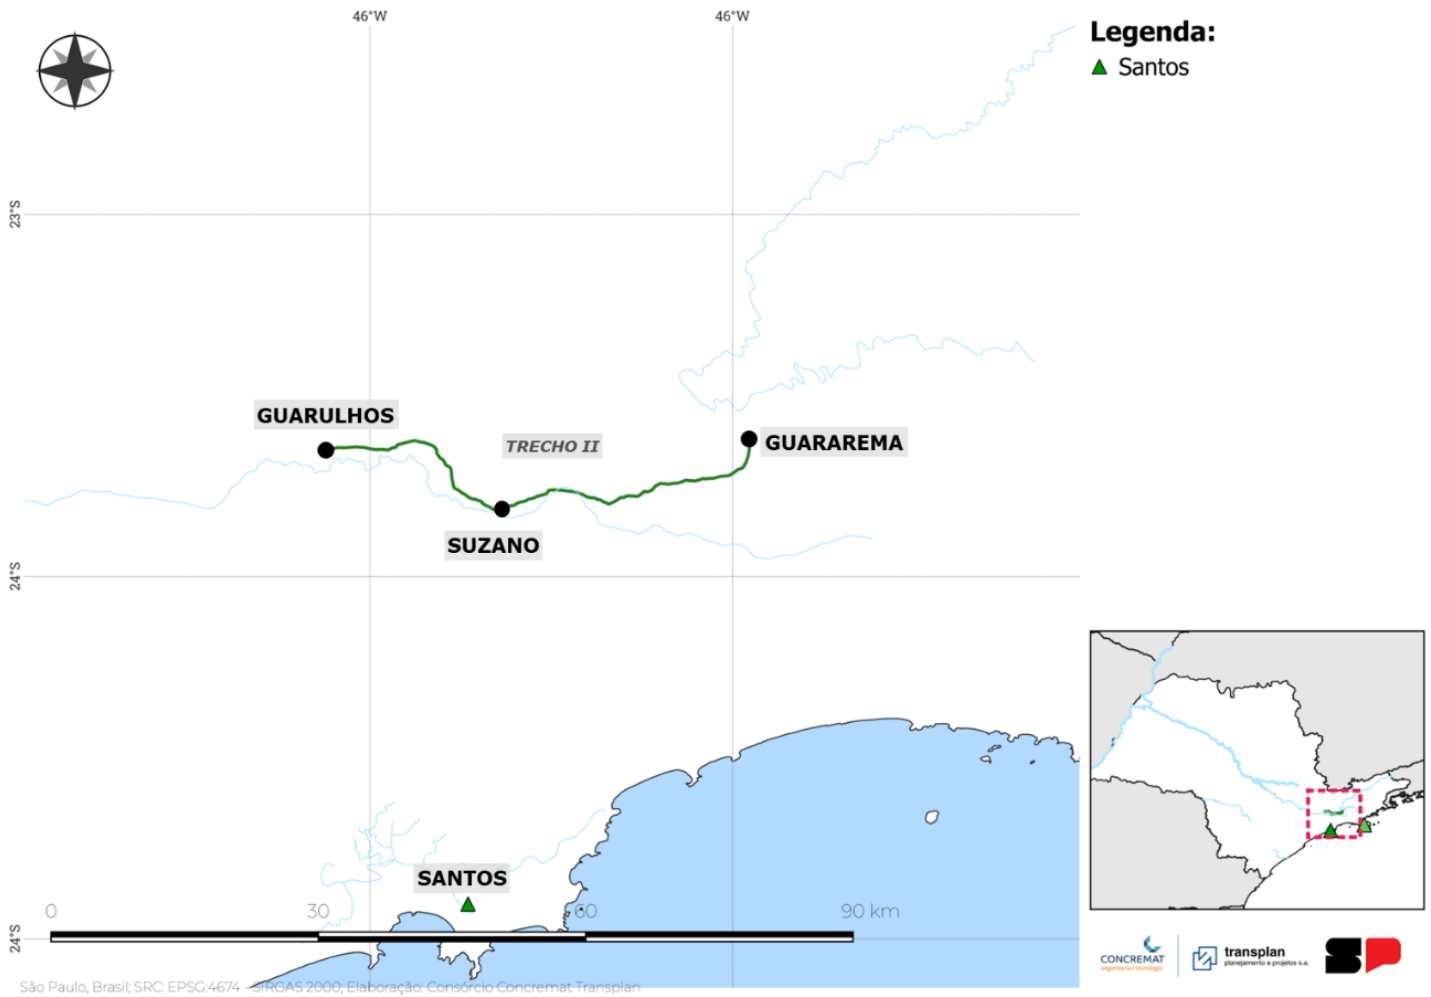 46°W
46°W
Legenda:
Santos
23°S
GUARULHOS
TRECHO II
GUARAREMA
SUZANO
24°S
SANTOS
0
30
60
90 km
24°S
CONCREMAT
engenharia e tecnologia
transplan
planejamento e projetos s.a.
SP
São Paulo, Brasil; SRC: EPSG:4674 - SIRGAS 2000; Elaboração: Consórcio Concremat Transplan